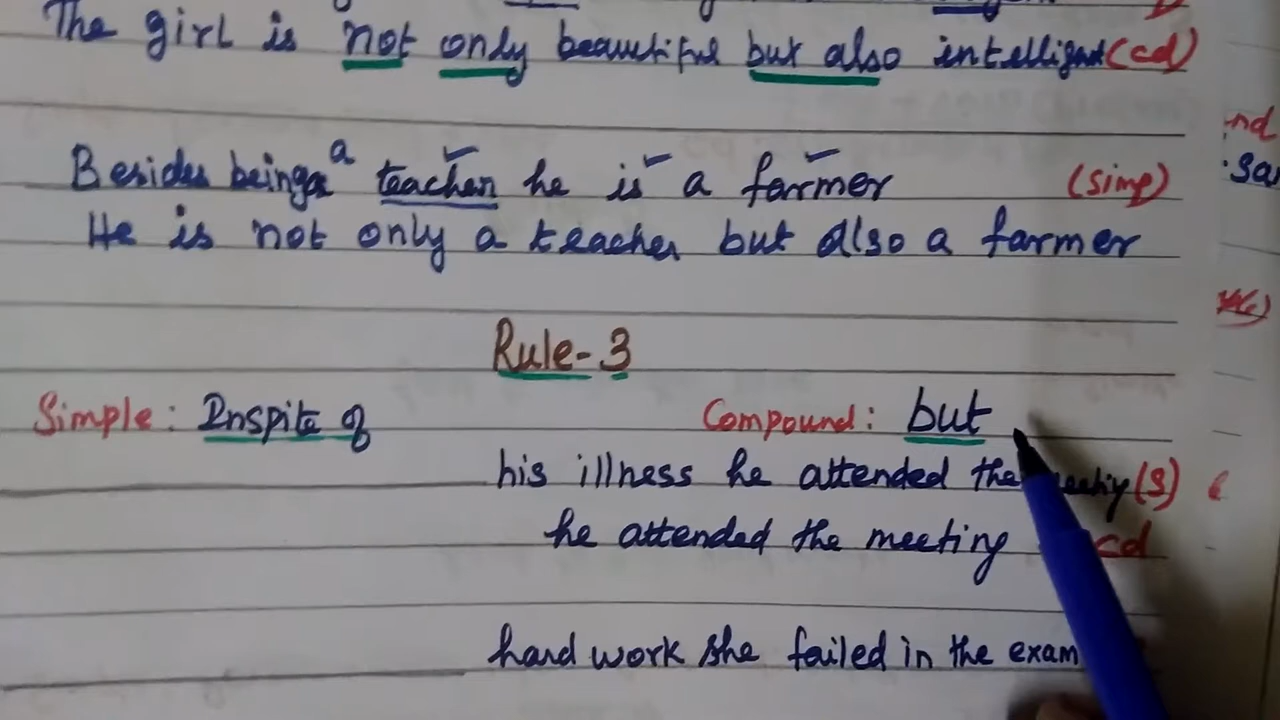 The girl is not only beautiful but also intelligent (cd)
Besides being a teacher he is a farmer (simp)
He is not only a teacher but also a farmer
Rule-3
Simple: Inspite of Compound: but
his illness he attended the (S)
he attended the meeting cd
hard work she failed in the exam
nd